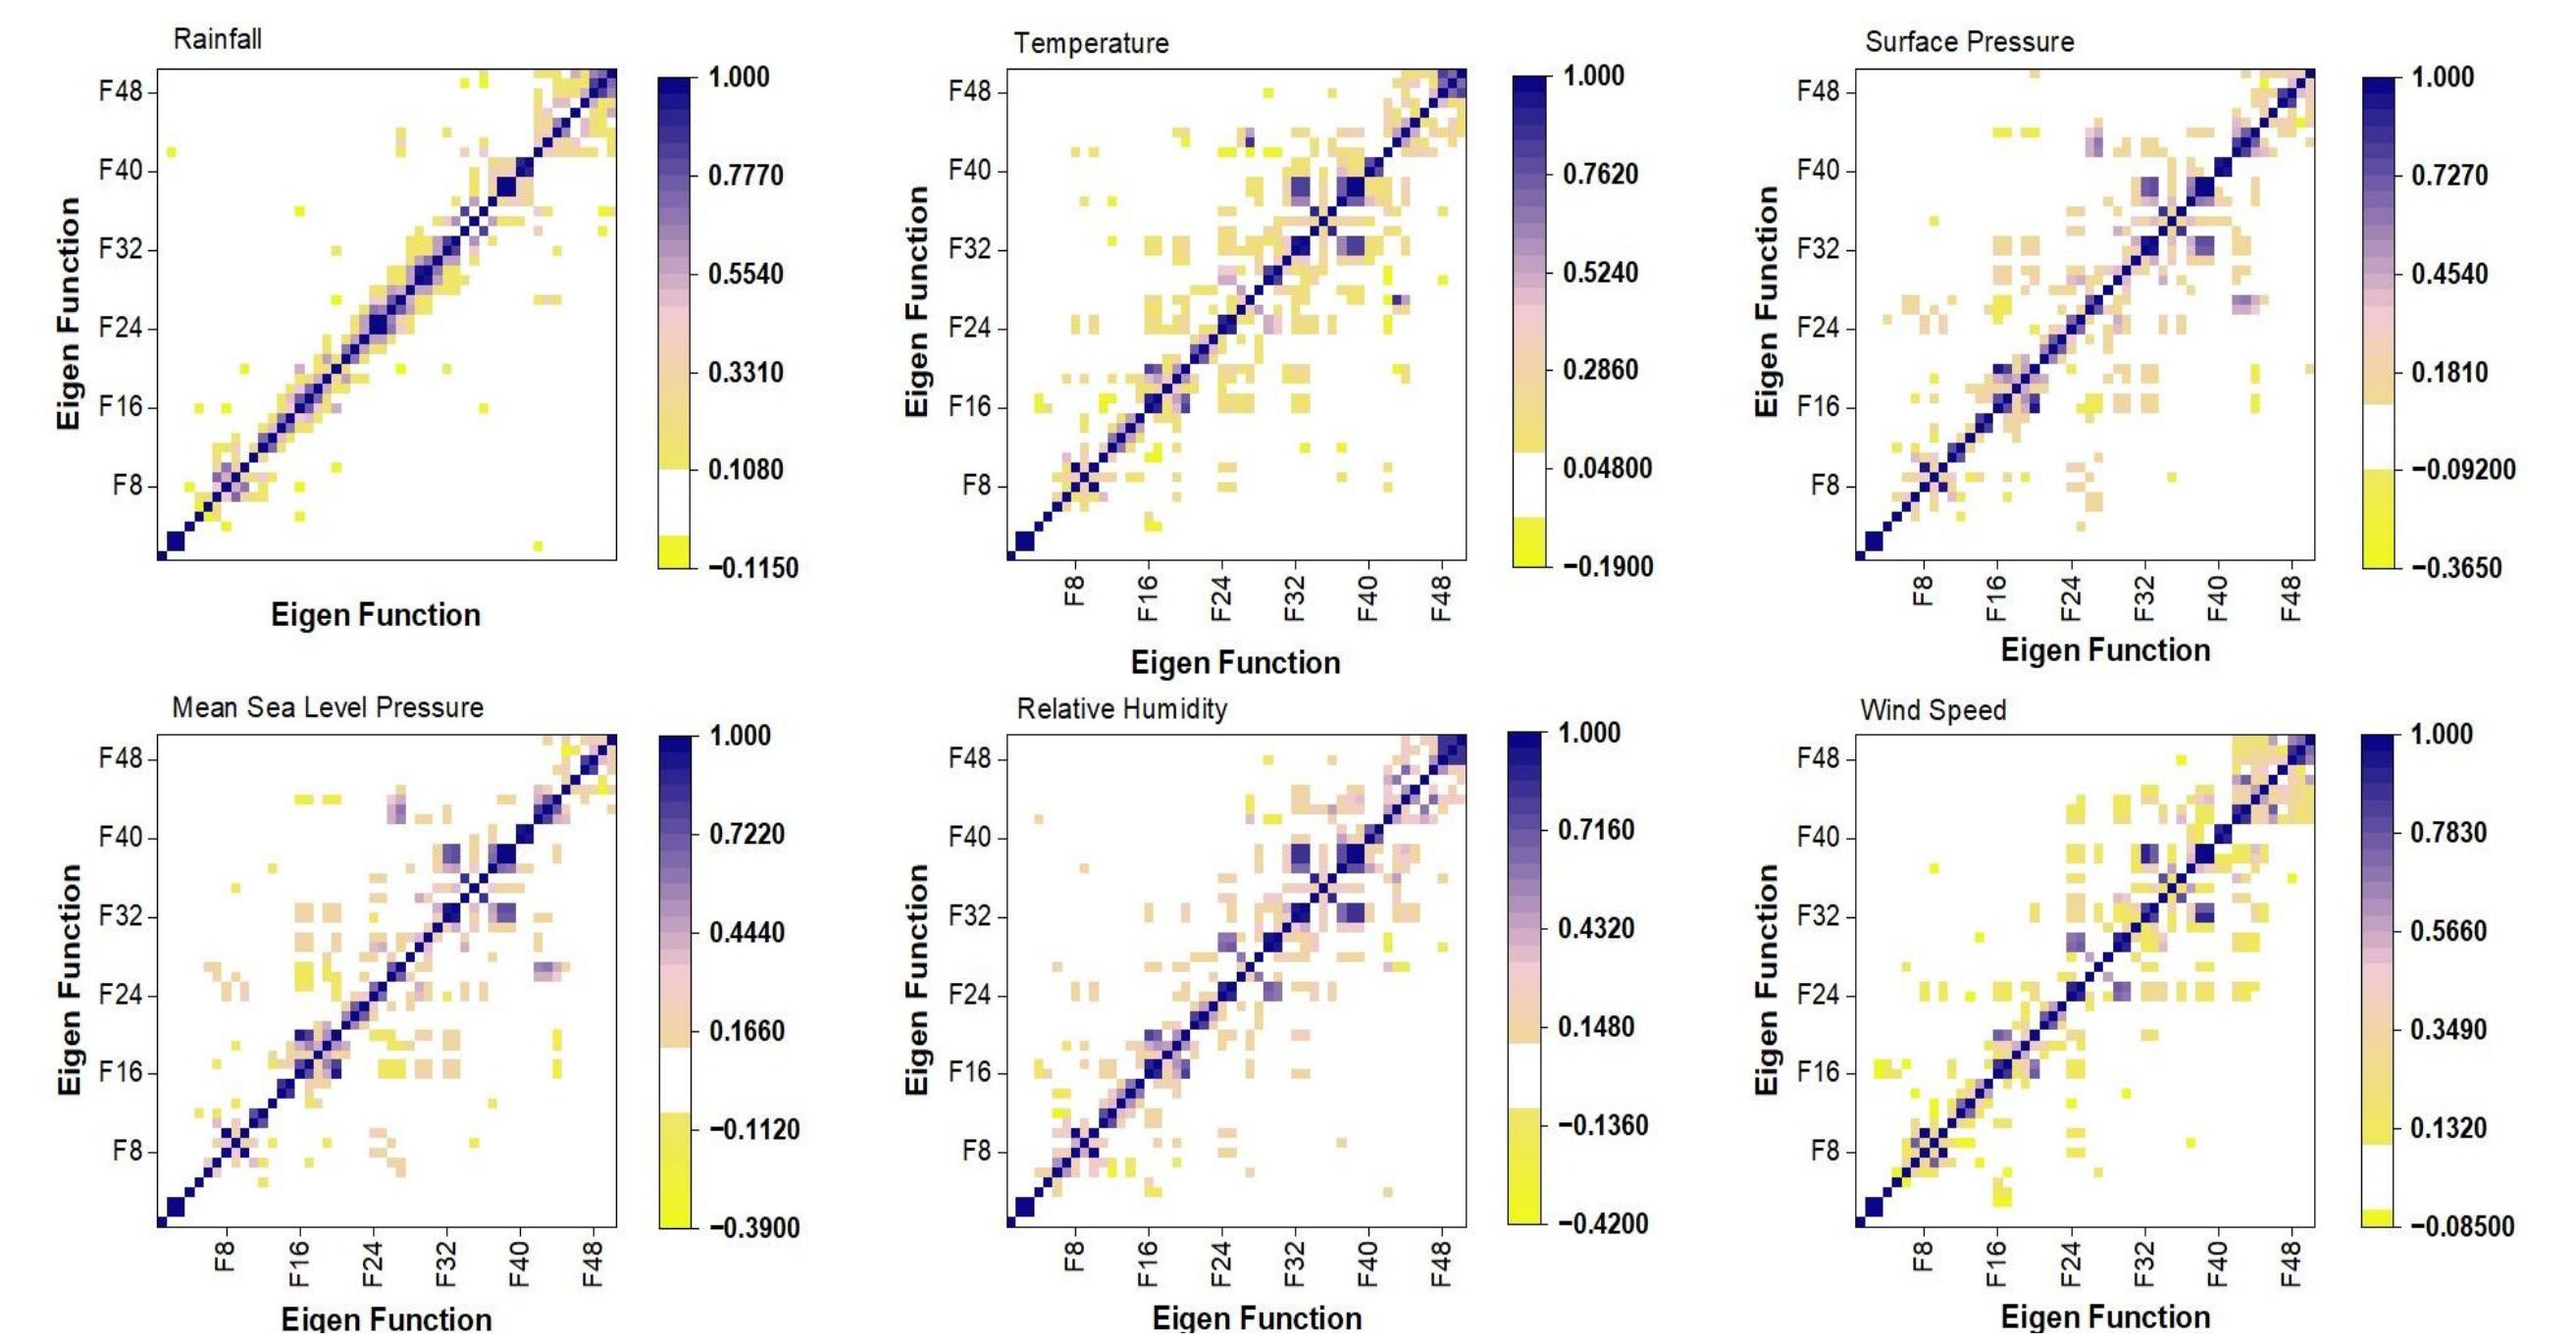 Rainfall
F48
F40
F32
F24
F16
F8
Eigen Function
Eigen Function
1.000
0.7770
0.5540
0.3310
0.1080
−0.1150
Temperature
F48
F40
F32
F24
F16
F8
Eigen Function
F8 F16 F24 F32 F40 F48
Eigen Function
1.000
0.7620
0.5240
0.2860
0.04800
−0.1900
Surface Pressure
F48
F40
F32
F24
F16
F8
Eigen Function
F8 F16 F24 F32 F40 F48
Eigen Function
1.000
0.7270
0.4540
0.1810
−0.09200
−0.3650
Mean Sea Level Pressure
F48
F40
F32
F24
F16
F8
Eigen Function
F8 F16 F24 F32 F40 F48
Eigen Function
1.000
0.7220
0.4440
0.1660
−0.1120
−0.3900
Relative Humidity
F48
F40
F32
F24
F16
F8
Eigen Function
F8 F16 F24 F32 F40 F48
Eigen Function
1.000
0.7160
0.4320
0.1480
−0.1360
−0.4200
Wind Speed
F48
F40
F32
F24
F16
F8
Eigen Function
F8 F16 F24 F32 F40 F48
Eigen Function
1.000
0.7830
0.5660
0.3490
0.1320
−0.08500